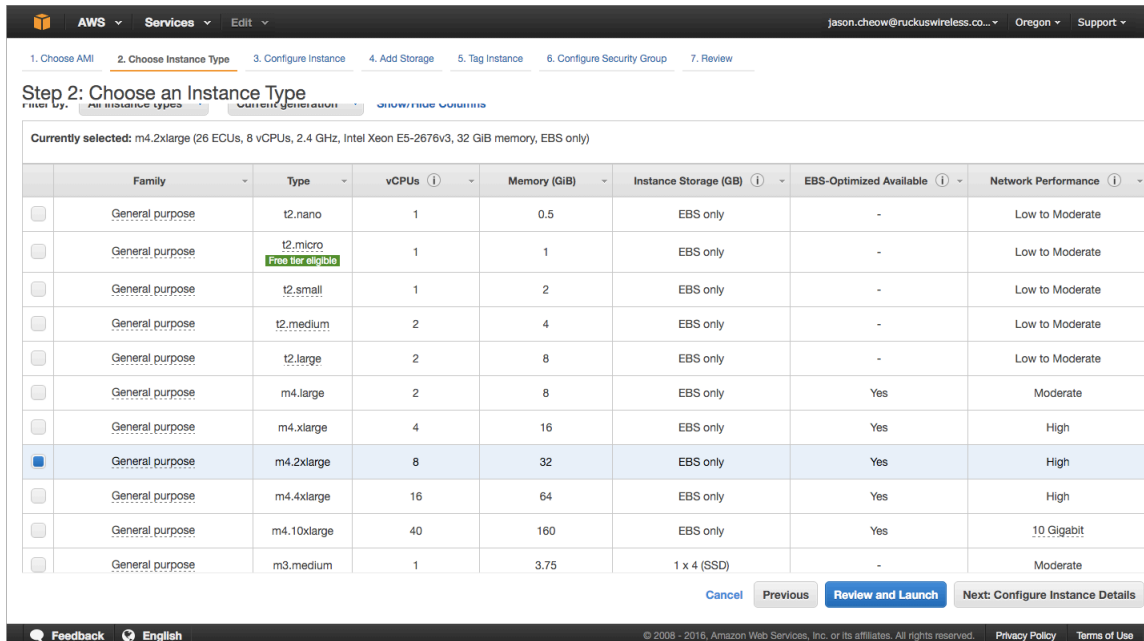 AWS Services Edit jason.cheow@ruckuswireless.co... Oregon Support
1. Choose AMI 2. Choose Instance Type 3. Configure Instance 4. Add Storage 5. Tag Instance 6. Configure Security Group 7. Review
Step 2: Choose an Instance Type
Filter by: All instance types Current generation Show/Hide Columns
Currently selected: m4.2xlarge (26 ECUs, 8 vCPUs, 2.4 GHz, Intel Xeon E5-2676v3, 32 GiB memory, EBS only)
Family Type vCPUs Memory (GiB) Instance Storage (GB) EBS-Optimized Available Network Performance
General purpose t2.nano 1 0.5 EBS only - Low to Moderate
General purpose t2.micro 1 1 EBS only - Low to Moderate
Free tier eligible
General purpose t2.small 1 2 EBS only - Low to Moderate
General purpose t2.medium 2 4 EBS only - Low to Moderate
General purpose t2.large 2 8 EBS only - Low to Moderate
General purpose m4.large 2 8 EBS only Yes Moderate
General purpose m4.xlarge 4 16 EBS only Yes High
General purpose m4.2xlarge 8 32 EBS only Yes High
General purpose m4.4xlarge 16 64 EBS only Yes High
General purpose m4.10xlarge 40 160 EBS only Yes 10 Gigabit
General purpose m3.medium 1 3.75 1 x 4 (SSD) - Moderate
Cancel Previous Review and Launch Next: Configure Instance Details
Feedback English © 2008 - 2016, Amazon Web Services, Inc. or its affiliates. All rights reserved. Privacy Policy Terms of Use